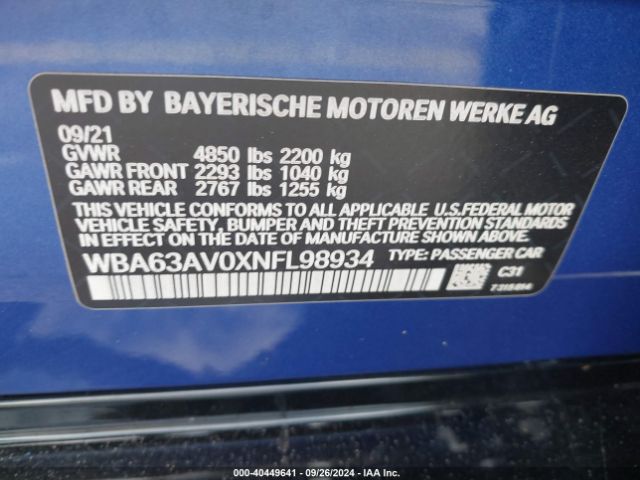 MFD BY BAYERISCHE MOTOREN WERKE AG
09/21
GVWR 4850 lbs 2200 kg
GAWR FRONT 2293 lbs 1040 kg
GAWR REAR 2767 lbs 1255 kg
THIS VEHICLE CONFORMS TO ALL APPLICABLE U.S.FEDERAL MOTOR
VEHICLE SAFETY, BUMPER AND THEFT PREVENTION STANDARDS
IN EFFECT ON THE DATE OF MANUFACTURE SHOWN ABOVE.
WBA63AV0XNFL98934 TYPE: PASSENGER CAR
C31
000-40449641 - 09/26/2024 - IAA Inc.